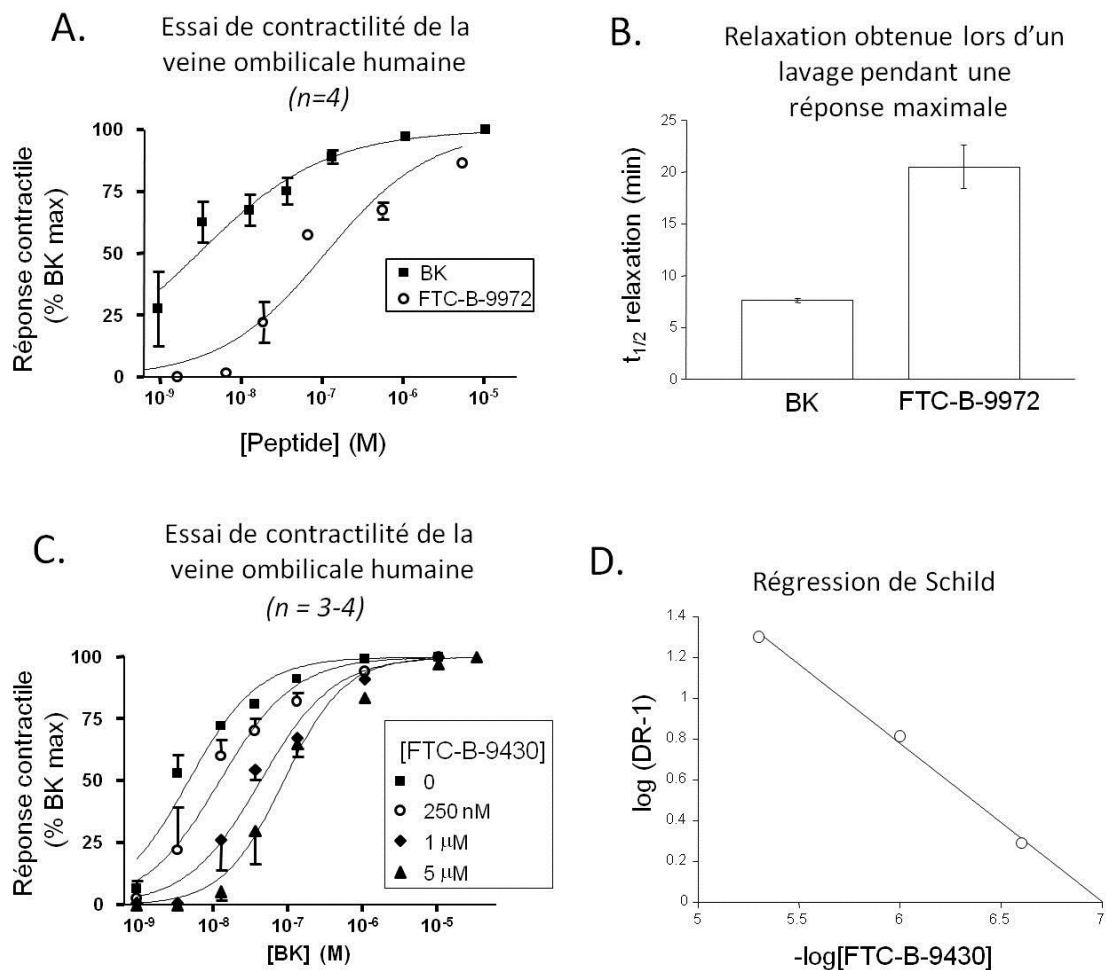 A.
Essai de contractilité de la
veine ombilicale humaine
(n=4)
Réponse contractile
(% BK max)
100
75
50
25
0
BK
FTC-B-9972
10-9
10-8
10-7
10-6
10-5
[Peptide] (M)
B.
Relaxation obtenue lors d’un
lavage pendant une
réponse maximale
t1/2 relaxation (min)
25
20
15
10
5
0
BK
FTC-B-9972
C.
Essai de contractilité de la
veine ombilicale humaine
(n = 3-4)
Réponse contractile
(% BK max)
100
75
50
25
0
[FTC-B-9430]
0
250 nM
1 µM
5 µM
10-9
10-8
10-7
10-6
10-5
[BK] (M)
D.
Régression de Schild
log (DR-1)
1.4
1.2
1
0.8
0.6
0.4
0.2
0
5
5.5
6
6.5
7
-log[FTC-B-9430]